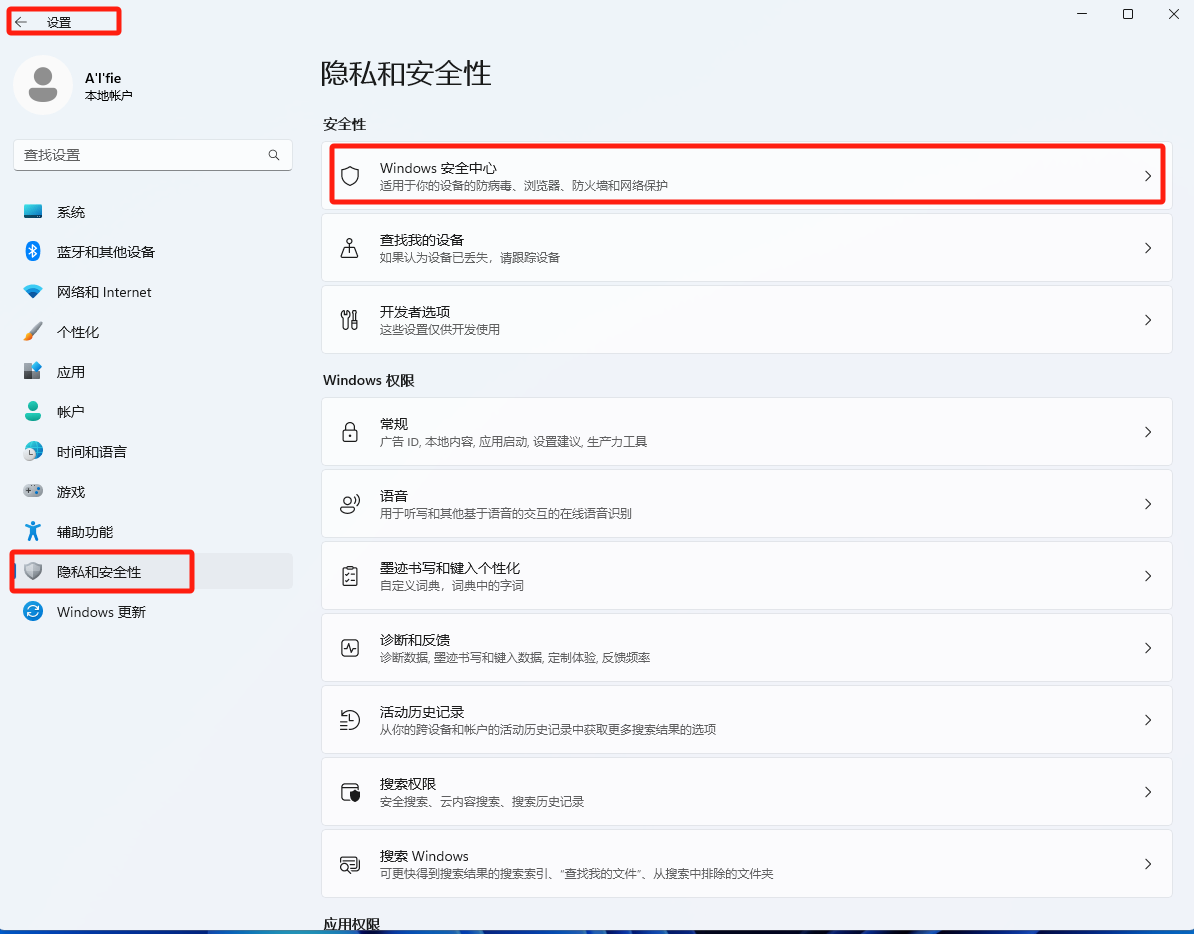 设置
A'l'fie
本地帐户
查找设置
系统
蓝牙和其他设备
网络和 Internet
个性化
应用
帐户
时间和语言
游戏
辅助功能
隐私和安全性
Windows 更新
隐私和安全性
安全性
Windows 安全中心
适用于你的设备的防病毒、浏览器、防火墙和网络保护
查找我的设备
如果认为设备已丢失，请跟踪设备
开发者选项
这些设置仅供开发使用
Windows 权限
常规
广告 ID, 本地内容, 应用启动, 设置建议, 生产力工具
语音
用于听写和其他基于语音的交互的在线语音识别
墨迹书写和键入个性化
自定义词典，词典中的字词
诊断和反馈
诊断数据, 墨迹书写和键入数据, 定制体验, 反馈频率
活动历史记录
从你的跨设备和帐户的活动历史记录中获取更多搜索结果的选项
搜索权限
安全搜索、云内容搜索、搜索历史记录
搜索 Windows
可更快得到搜索结果的搜索索引、“查找我的文件”、从搜索中排除的文件夹
应用权限